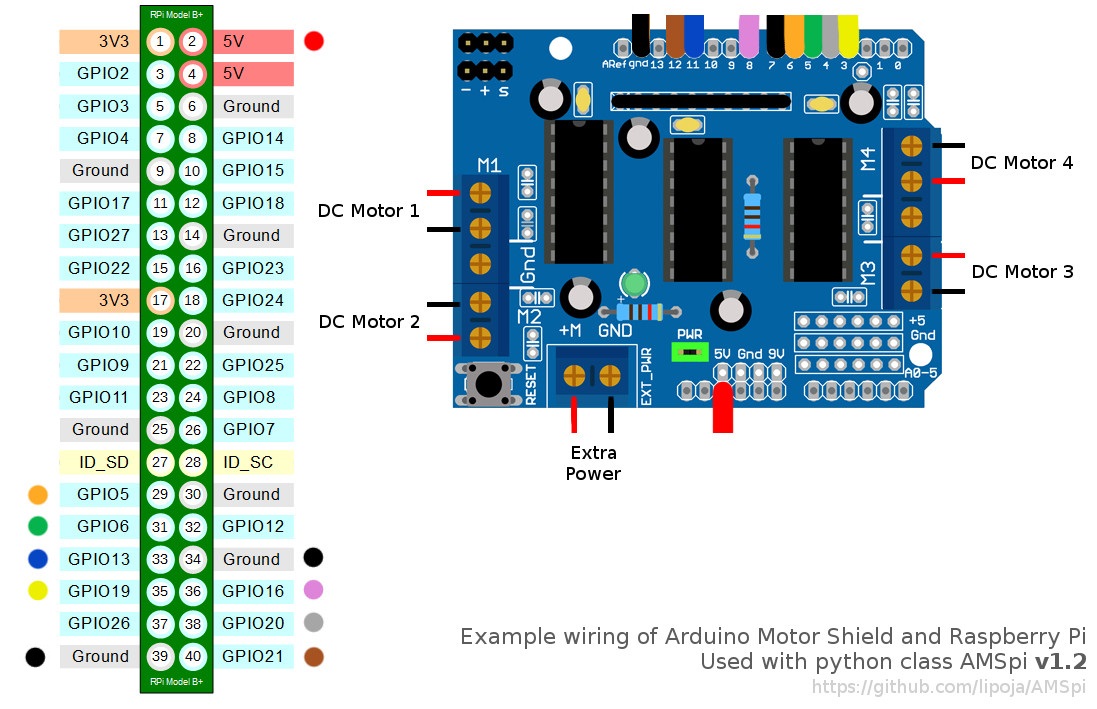 RPi Model B+
3V3 1 2 5V
GPIO2 3 4 5V
GPIO3 5 6 Ground
GPIO4 7 8 GPIO14
Ground 9 10 GPIO15
GPIO17 11 12 GPIO18
GPIO27 13 14 Ground
GPIO22 15 16 GPIO23
3V3 17 18 GPIO24
GPIO10 19 20 Ground
GPIO9 21 22 GPIO25
GPIO11 23 24 GPIO8
Ground 25 26 GPIO7
ID_SD 27 28 ID_SC
GPIO5 29 30 Ground
GPIO6 31 32 GPIO12
GPIO13 33 34 Ground
GPIO19 35 36 GPIO16
GPIO26 37 38 GPIO20
Ground 39 40 GPIO21
RPi Model B+
ARef gnd 13 12 11 10 9 8 7 6 5 4 3 1 0
- + S
M1
DC Motor 1
Gnd
DC Motor 2
M2
+
+M GND
RESET
EXT_PWR
Extra
Power
PWR
5V Gnd 9V
M4
DC Motor 4
M3
DC Motor 3
+5
Gnd
A0-5
Example wiring of Arduino Motor Shield and Raspberry Pi
Used with python class AMSpi v1.2
https://github.com/lipoja/AMSpi